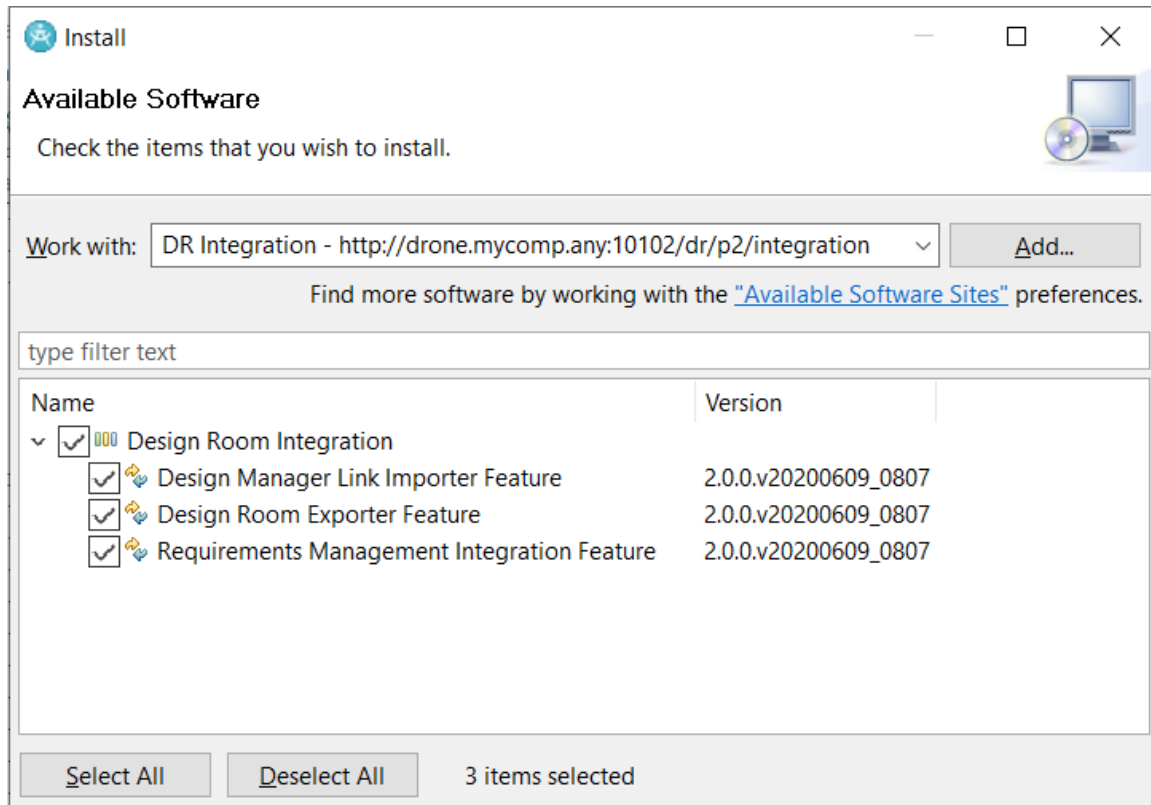 Install
Available Software
Check the items that you wish to install.
Work with: DR Integration - http://drone.mycomp.any:10102/dr/p2/integration Add...
Find more software by working with the "Available Software Sites" preferences.
type filter text
Name Version
Design Room Integration
Design Manager Link Importer Feature 2.0.0.v20200609_0807
Design Room Exporter Feature 2.0.0.v20200609_0807
Requirements Management Integration Feature 2.0.0.v20200609_0807
Select All Deselect All 3 items selected